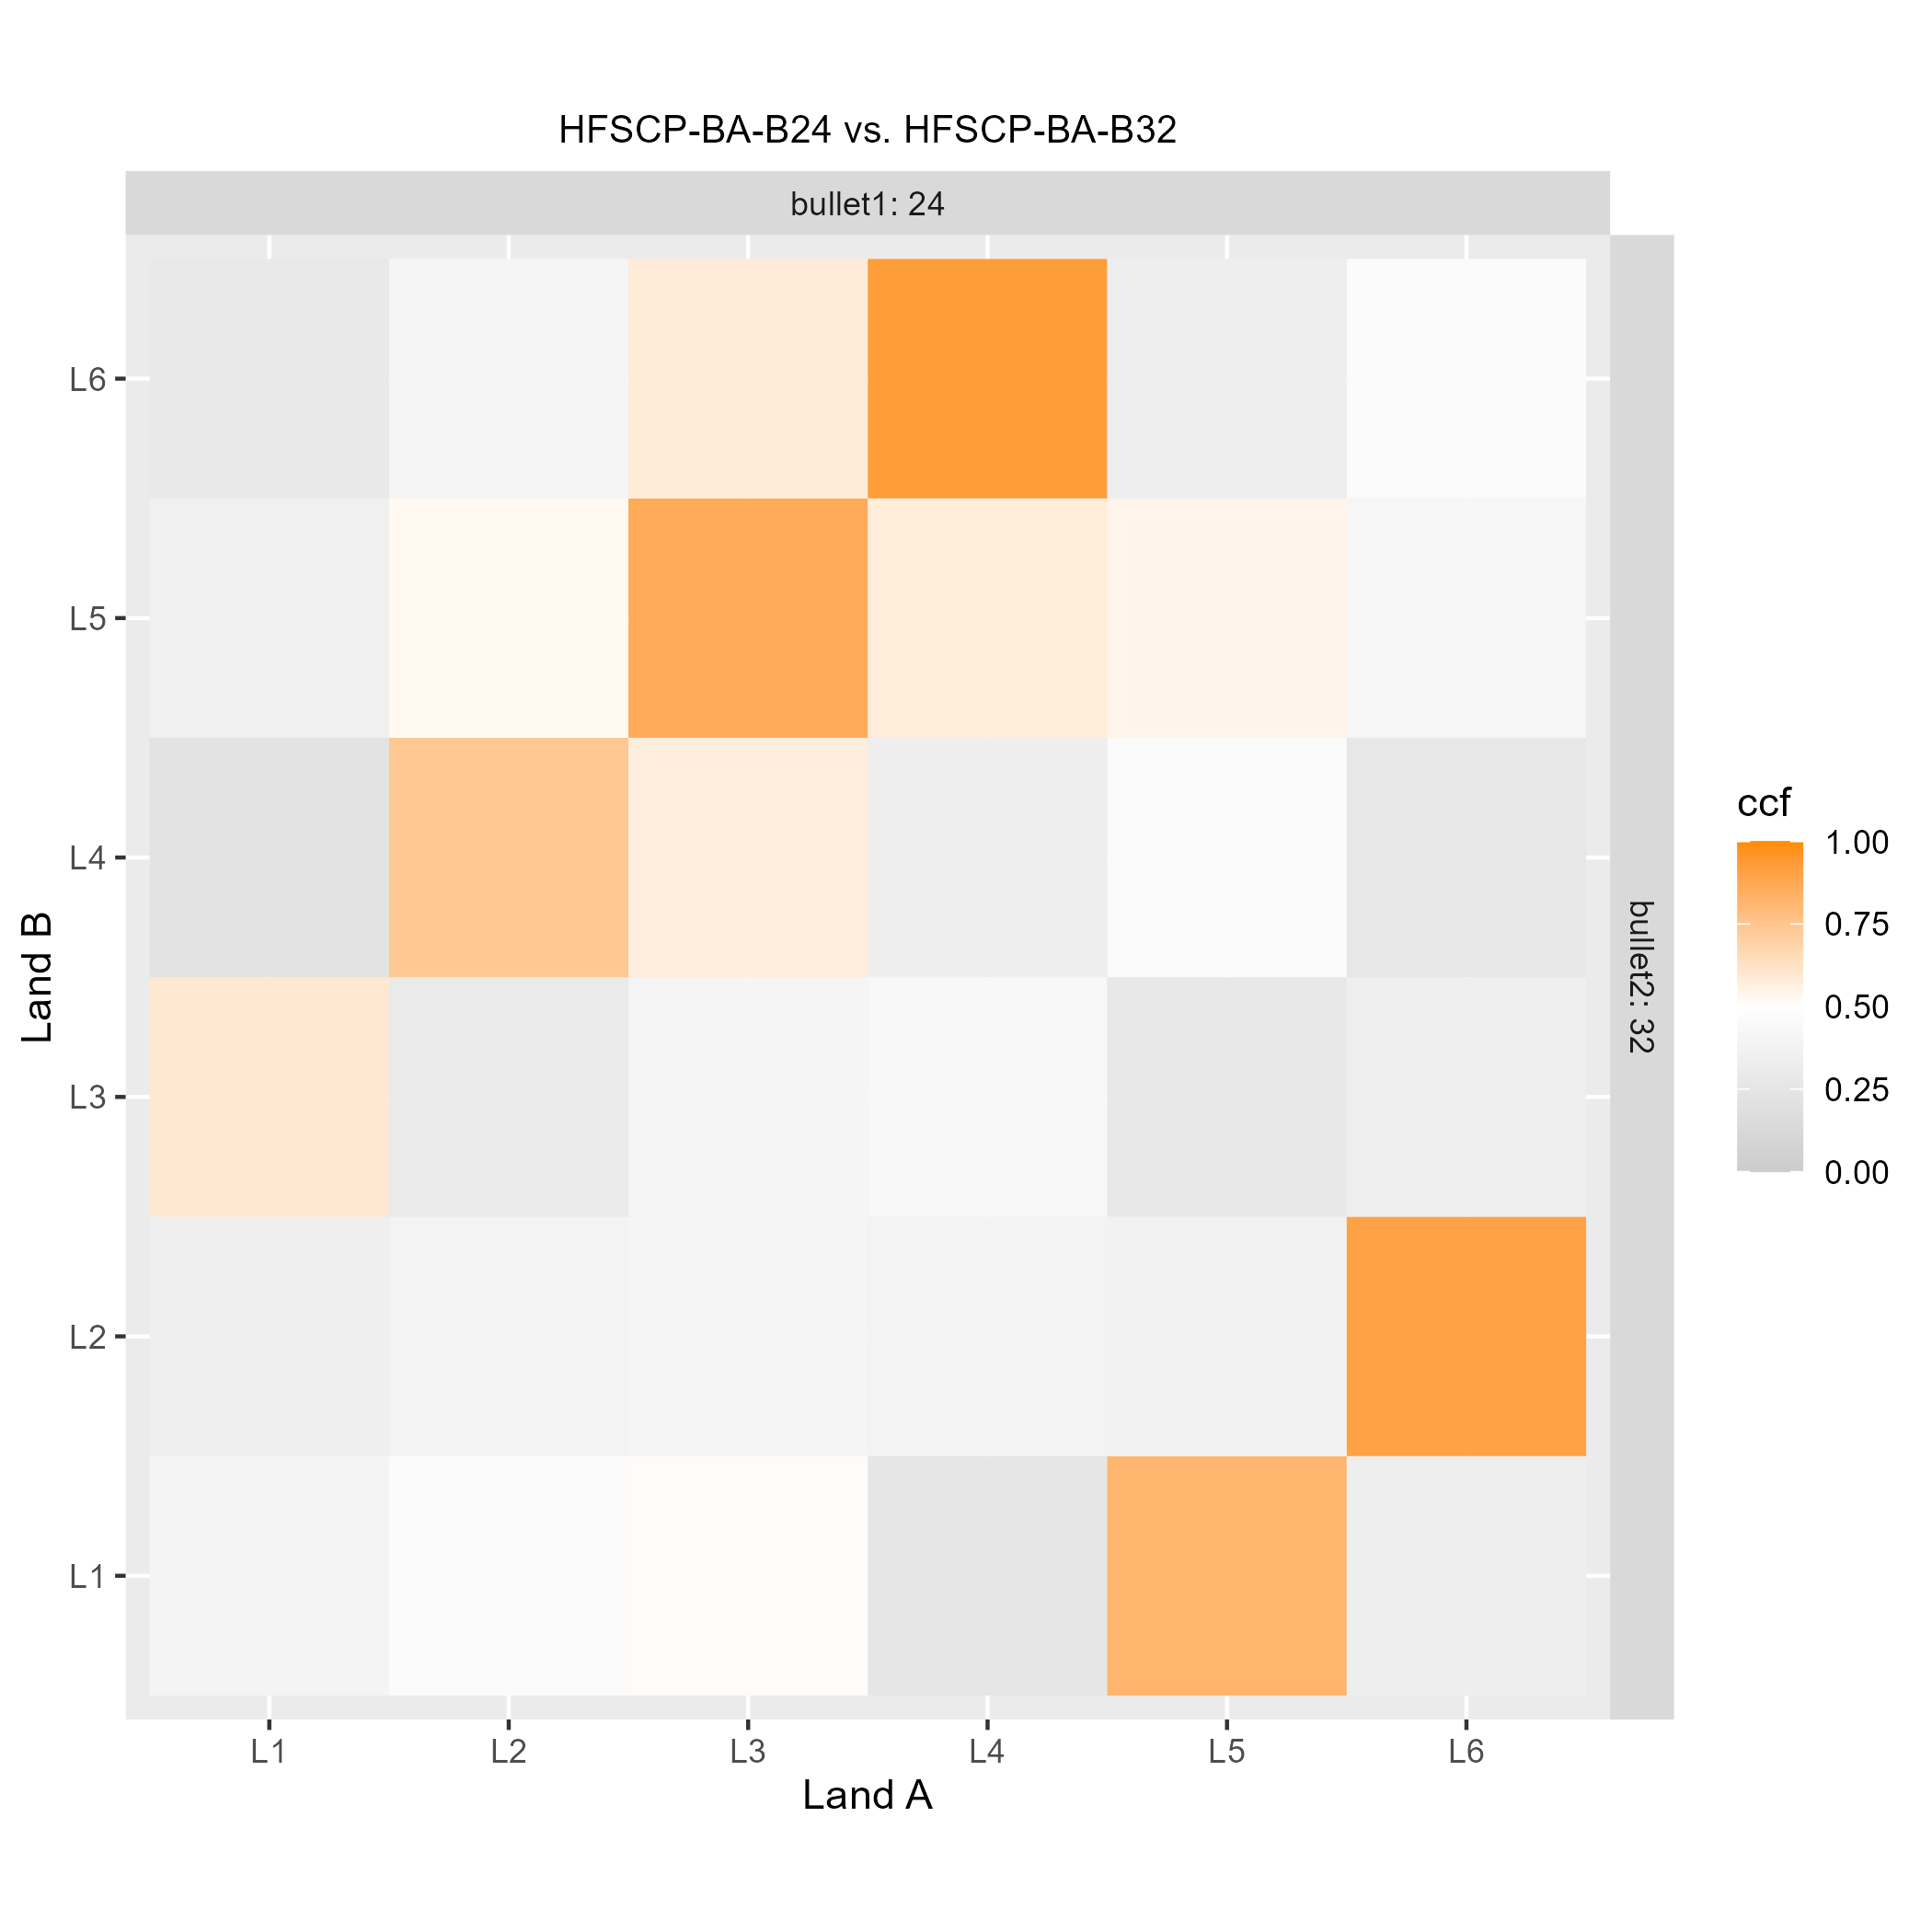 HFSCP-BA-B24 vs. HFSCP-BA-B32
bullet1: 24
L6
L5
L4
L3
L2
L1
Land B
bullet2: 32
ccf
1.00
0.75
0.50
0.25
0.00
L1 L2 L3 L4 L5 L6
Land A